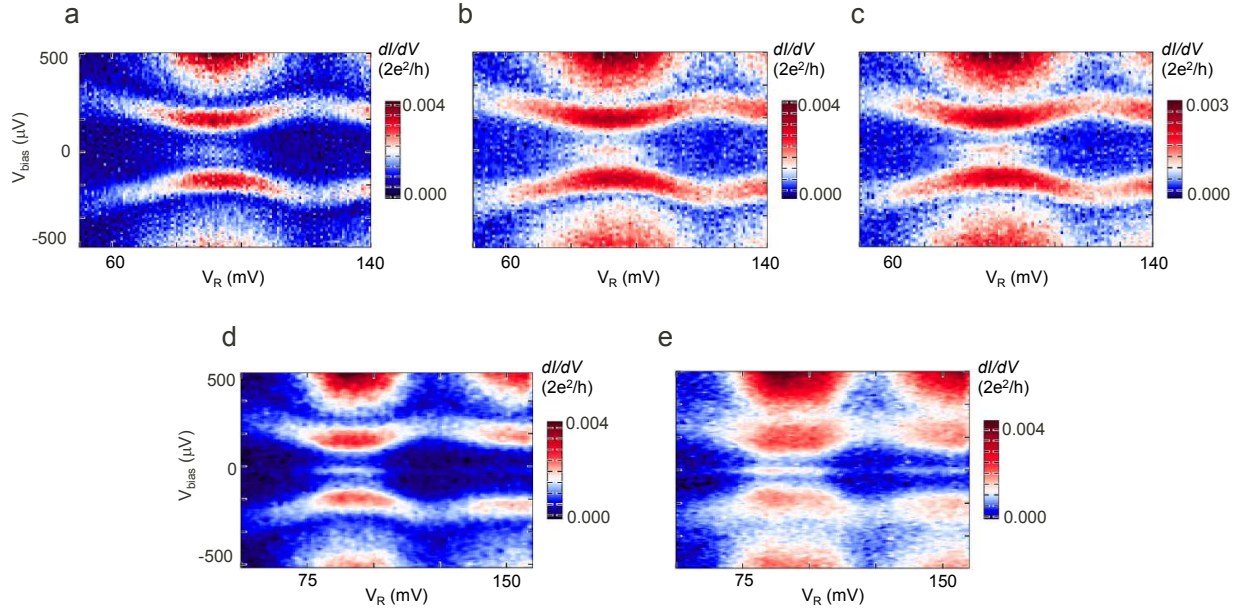 a
b
c
dI/dV
(2e²/h)
dI/dV
(2e²/h)
dI/dV
(2e²/h)
500
0
-500
V_bias (μV)
0.004
0.000
0.004
0.000
0.003
0.000
60
140
60
140
60
140
V_R (mV)
V_R (mV)
V_R (mV)
d
e
dI/dV
(2e²/h)
dI/dV
(2e²/h)
500
0
-500
V_bias (μV)
0.004
0.000
0.004
0.000
75
150
75
150
V_R (mV)
V_R (mV)